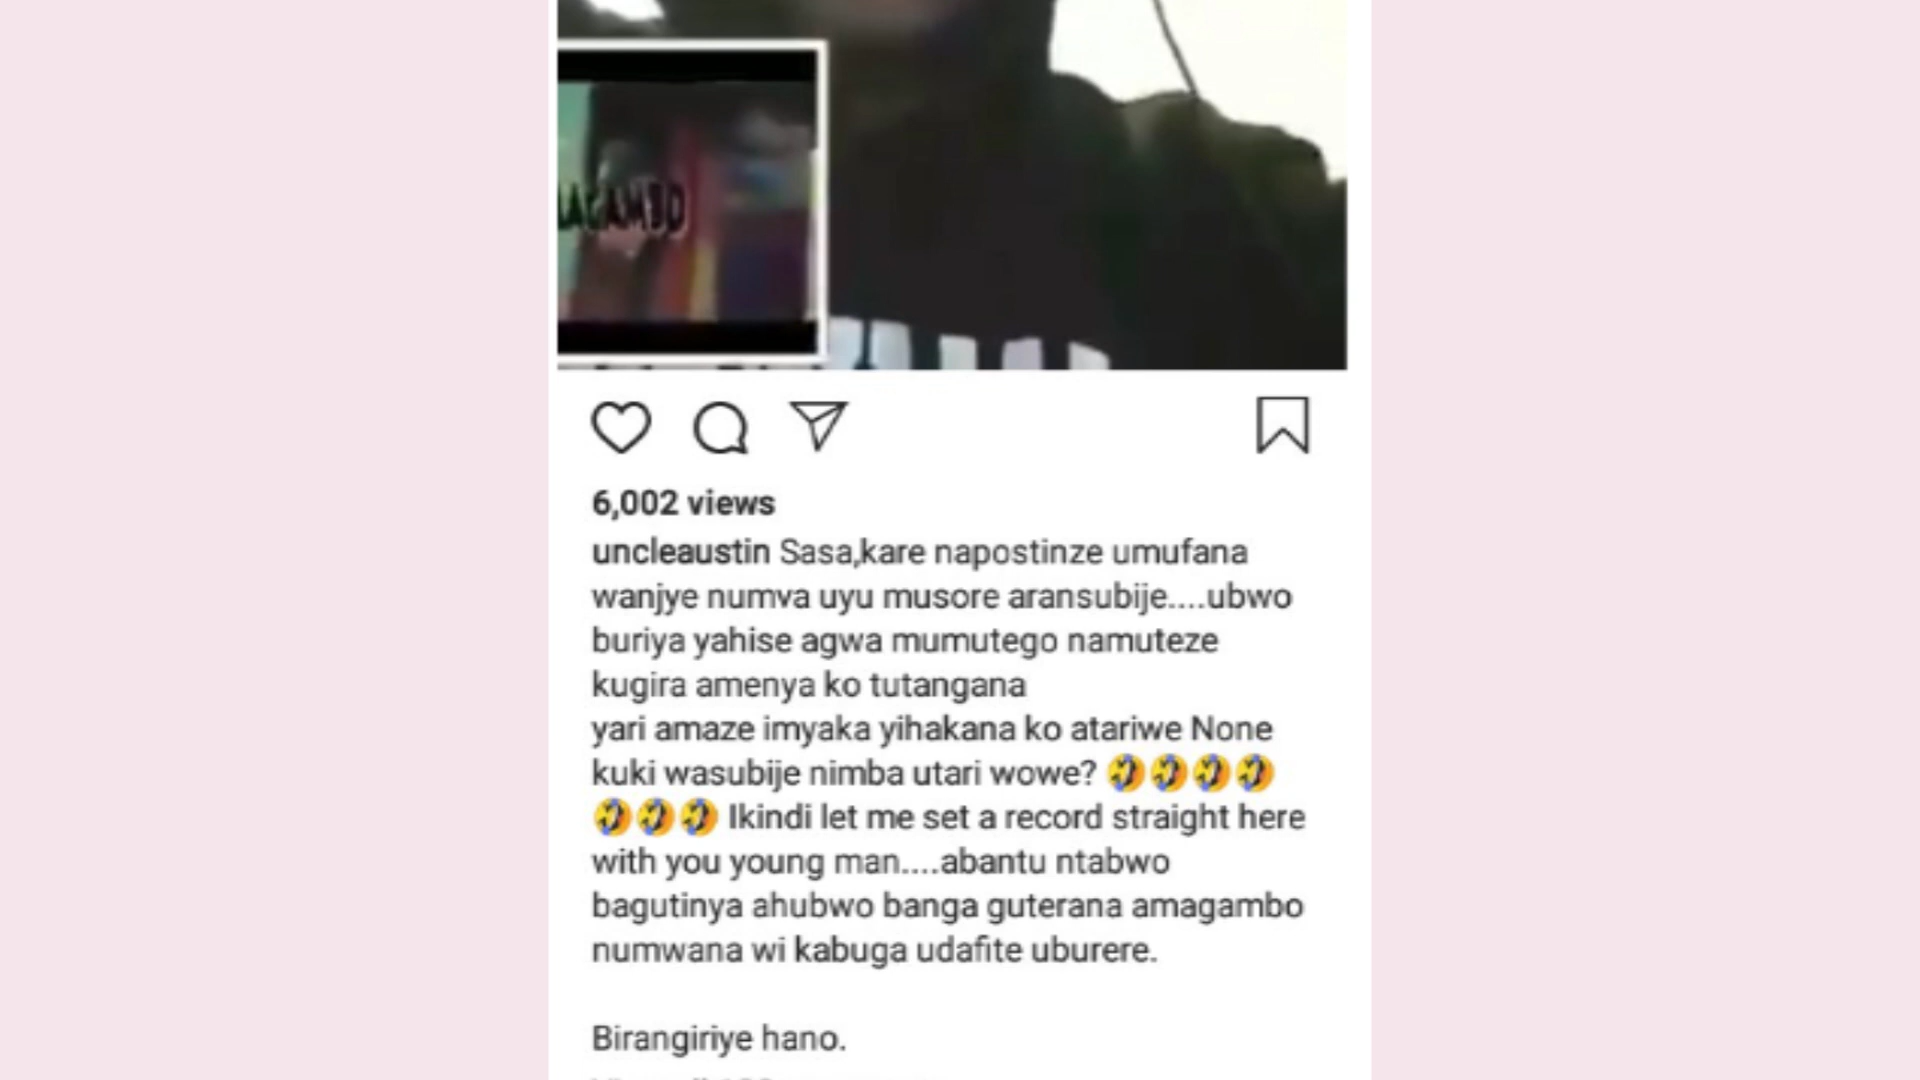 AGAMBO
6,002 views
uncleaustin Sasa,kare napostinze umufana
wanjye numva uyu musore aransubije....ubwo
buriya yahise agwa mumutego namuteze
kugira amenya ko tutangana
yari amaze imyaka yihakana ko atariwe None
kuki wasubije nimba utari wowe? 🤣🤣🤣🤣
🤣🤣🤣 Ikindi let me set a record straight here
with you young man....abantu ntabwo
bagutinya ahubwo banga guterana amagambo
numwana wi kabuga udafite uburere.
Birangiriye hano.